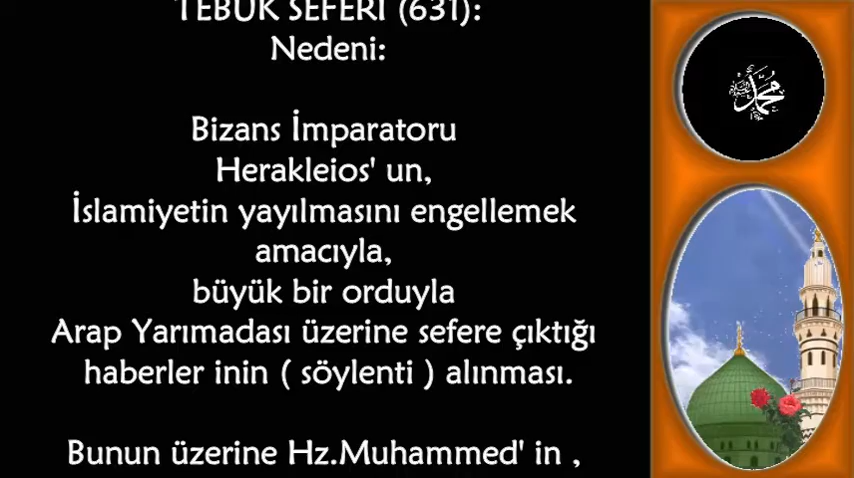 TEBÜK SEFERİ (631):
Nedeni:
Bizans İmparatoru
Herakleios' un,
İslamiyetin yayılmasını engellemek
amacıyla,
büyük bir orduyla
Arap Yarımadası üzerine sefere çıktığı
haberler inin ( söylenti ) alınması.
Bunun üzerine Hz.Muhammed' in ,
محمد